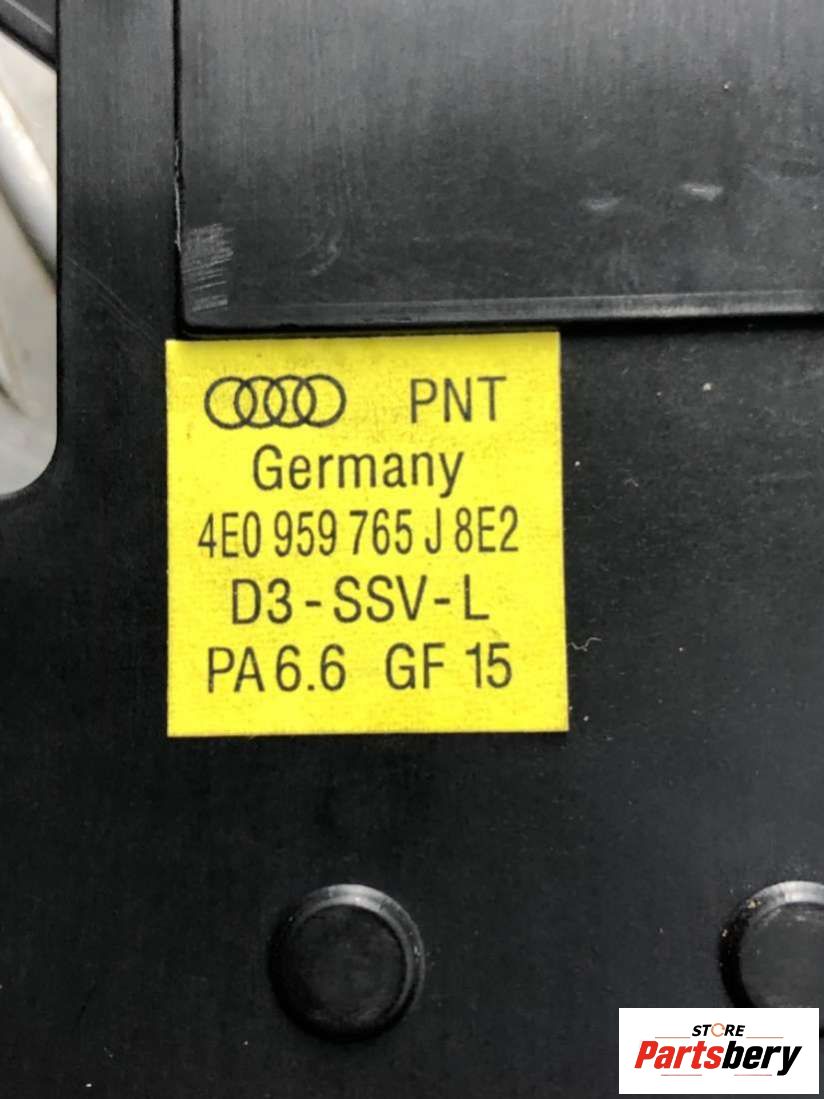 PNT
Germany
4E0 959 765 J 8E2
D3-SSV-L
PA 6.6 GF 15
STORE
Partsbery